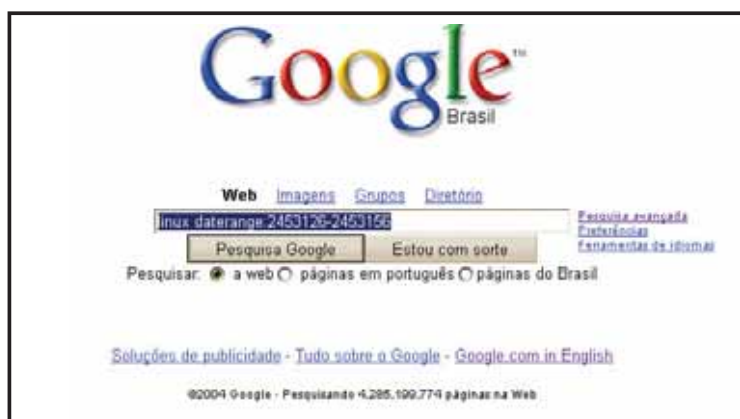 Google™
Brasil
Web Imagens Grupos Diretório
linux daterange:2453126-2453156
Pesquisa avançada
Preferências
Ferramentas de idiomas
Pesquisa Google Estou com sorte
Pesquisar: a web páginas em português páginas do Brasil
Soluções de publicidade - Tudo sobre o Google - Google.com in English
©2004 Google - Pesquisando 4,285,199,774 páginas na Web